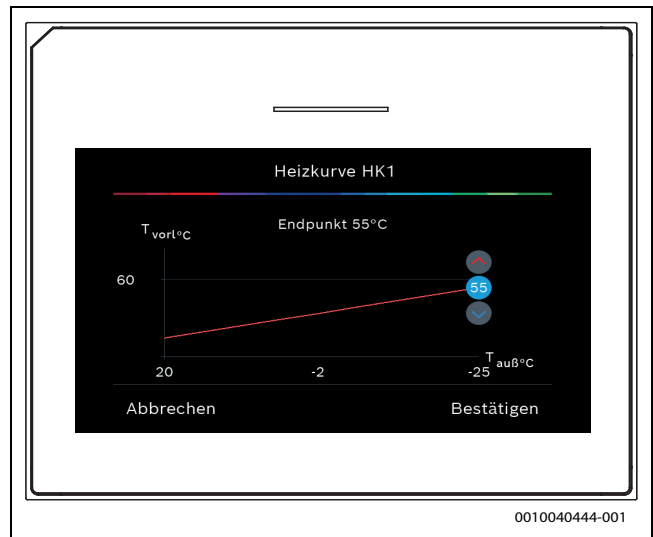 Heizkurve HK1
Endpunkt 55°C
T vorl°C
60
55
T auß°C
20 -2 -25
Abbrechen Bestätigen
0010040444-001